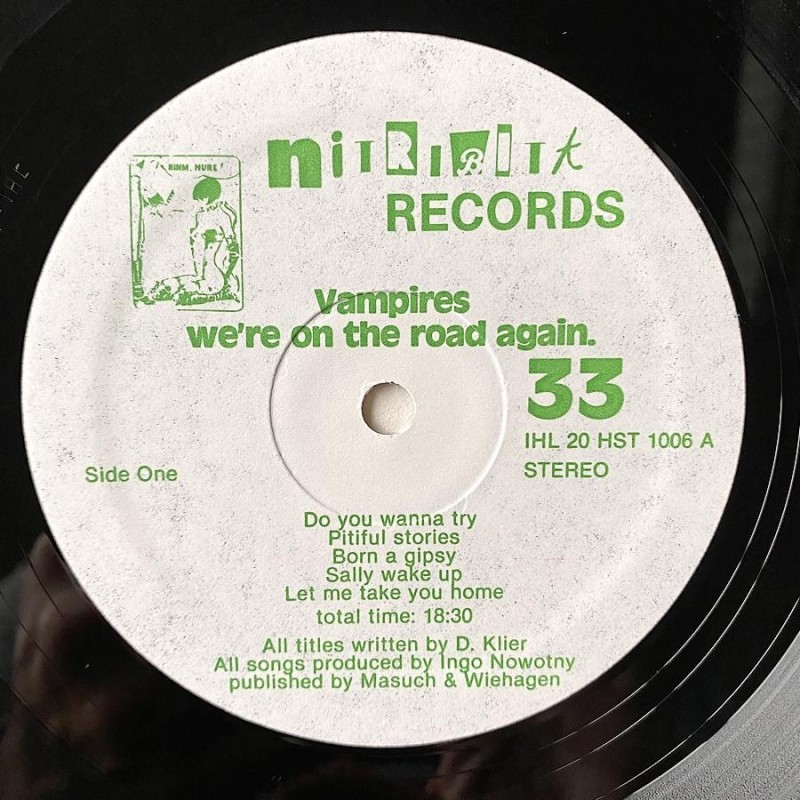 niTRIBiTt
RECORDS
Vampires
we're on the road again.
33
IHL 20 HST 1006 A
STEREO
Side One
Do you wanna try
Pitiful stories
Born a gipsy
Sally wake up
Let me take you home
total time: 18:30
All titles written by D. Klier
All songs produced by Ingo Nowotny
published by Masuch & Wiehagen